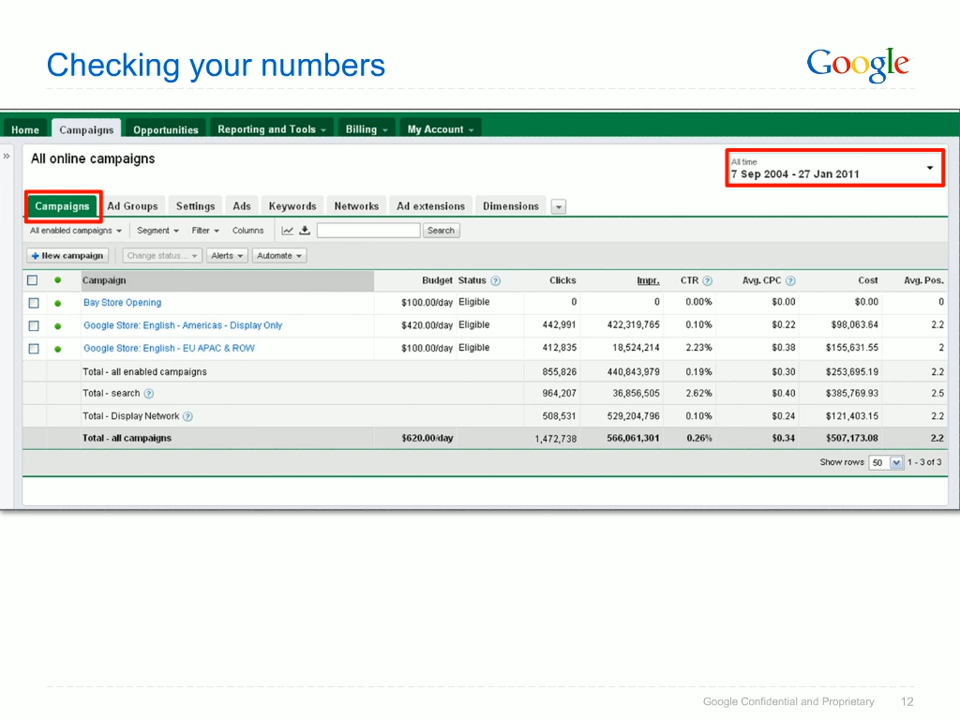 Checking your numbers
Google
Home Campaigns Opportunities Reporting and Tools Billing My Account
»
All online campaigns
All time
7 Sep 2004 - 27 Jan 2011
Campaigns Ad Groups Settings Ads Keywords Networks Ad extensions Dimensions
All enabled campaigns Segment Filter Columns Search
+ New campaign Change status... Alerts Automate
Campaign Budget Status ? Clicks Impr. CTR ? Avg. CPC ? Cost Avg. Pos.
Bay Store Opening $100.00/day Eligible 0 0 0.00% $0.00 $0.00 0
Google Store: English - Americas - Display Only $420.00/day Eligible 442,991 422,319,765 0.10% $0.22 $98,063.64 2.2
Google Store: English - EU APAC & ROW $100.00/day Eligible 412,835 18,524,214 2.23% $0.38 $155,631.55 2
Total - all enabled campaigns 855,826 440,843,979 0.19% $0.30 $253,695.19 2.2
Total - search ? 964,207 36,856,505 2.62% $0.40 $385,769.93 2.5
Total - Display Network ? 508,531 529,204,796 0.10% $0.24 $121,403.15 2.2
Total - all campaigns $620.00/day 1,472,738 566,061,301 0.26% $0.34 $507,173.08 2.2
Show rows 50 1 - 3 of 3
Google Confidential and Proprietary 12